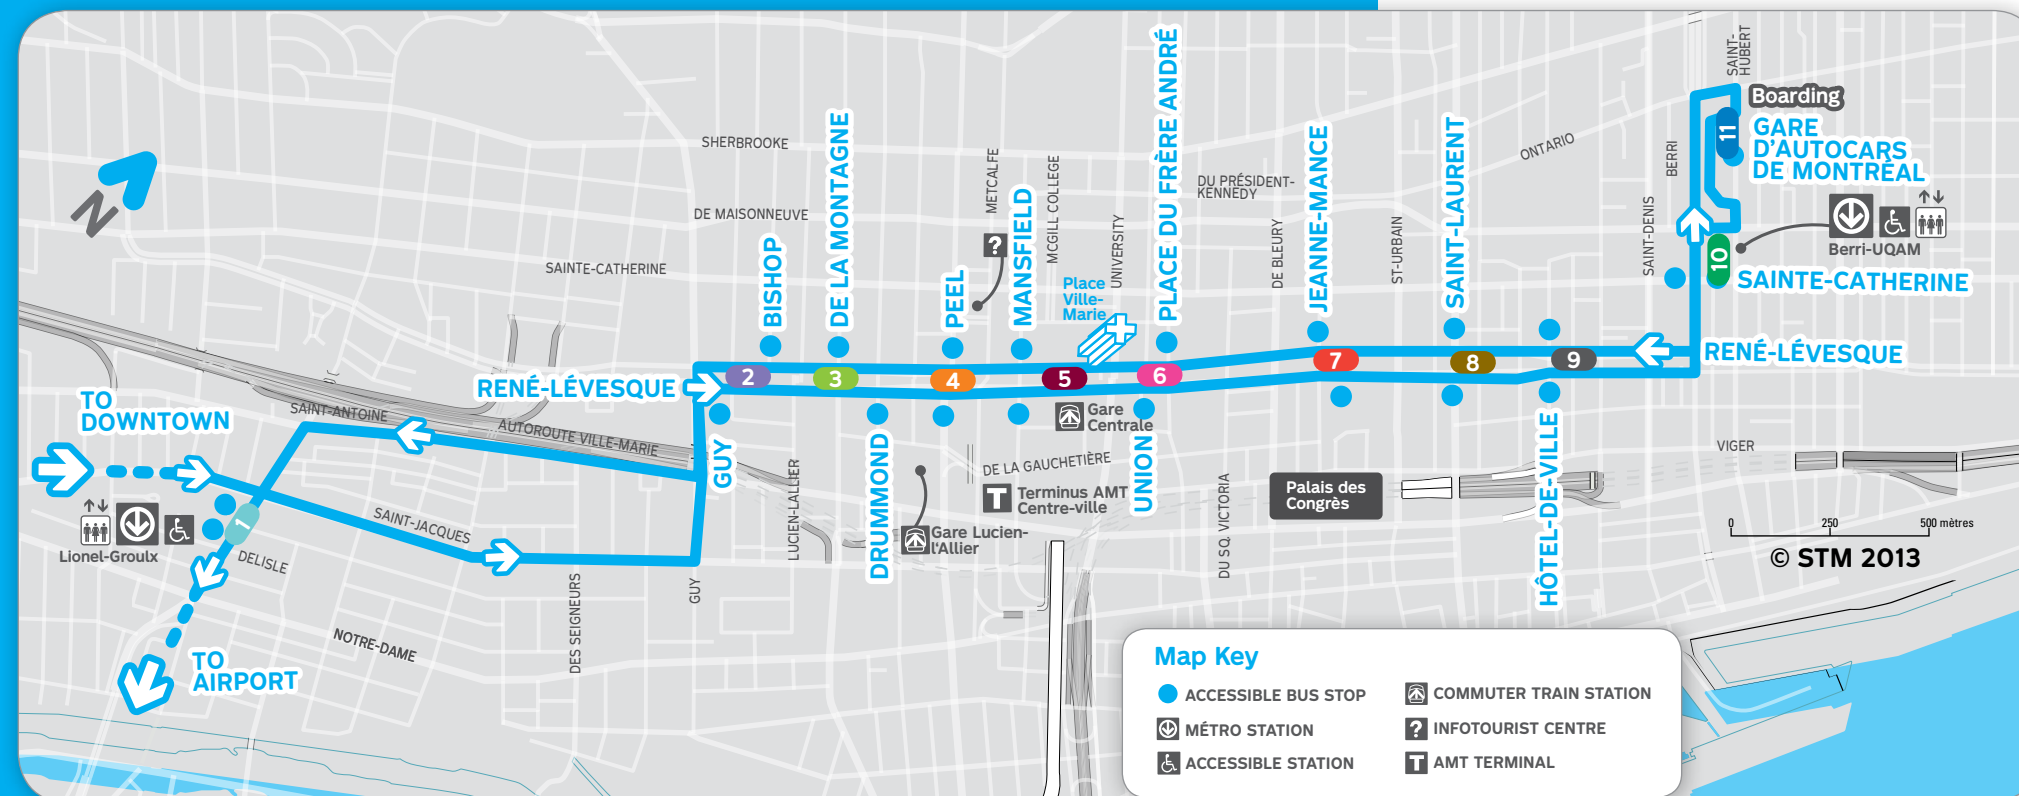 SAINT-
HUBERT
Boarding
11
GARE
D'AUTOCARS
DE MONTRÉAL
SHERBROOKE
DE LA MONTAGNE
METCALFE
MCGILL COLLEGE
PLACE DU FRÈRE ANDRÉ
DU PRÉSIDENT-
KENNEDY
JEANNE-MANCE
SAINT-LAURENT
ONTARIO
BERRI
N
DE MAISONNEUVE
BISHOP
PEEL
?
MANSFIELD
UNIVERSITY
DE BLEURY
ST-URBAIN
SAINT-DENIS
Berri-UQAM
10
SAINTE-CATHERINE
SAINTE-CATHERINE
Place
Ville-
Marie
RENÉ-LÉVESQUE
2
3
4
5
6
7
8
9
RENÉ-LÉVESQUE
TO
DOWNTOWN
SAINT-ANTOINE
AUTOROUTE VILLE-MARIE
GUY
LUCIEN-LALLIER
DRUMMOND
Gare
Centrale
DE LA GAUCHETIÈRE
T
Terminus AMT
Centre-ville
UNION
Gare Lucien-
l'Allier
DU SQ. VICTORIA
Palais des
Congrès
HÔTEL-DE-VILLE
VIGER
0 250 500 mètres
© STM 2013
1
Lionel-Groulx
DELISLE
SAINT-JACQUES
DES SEIGNEURS
GUY
NOTRE-DAME
TO
AIRPORT
Map Key
ACCESSIBLE BUS STOP
MÉTRO STATION
ACCESSIBLE STATION
COMMUTER TRAIN STATION
? INFOTOURIST CENTRE
T AMT TERMINAL